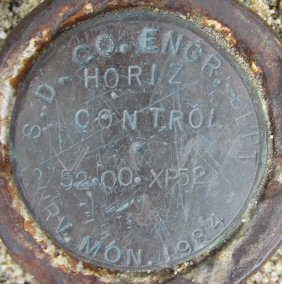 S. D. CO. ENGR. DEPT
HORIZ
CONTROL
52.00. XP52
SURV. MON. 1984